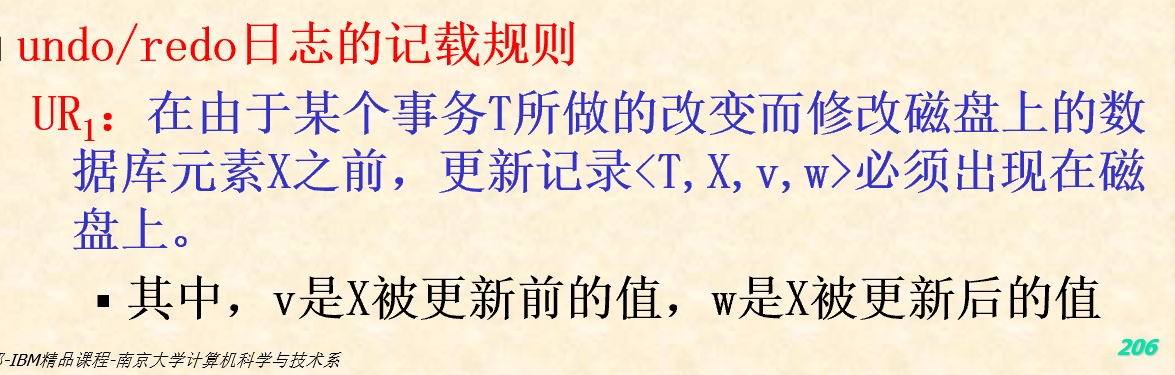 undo/redo日志的记载规则
UR1：在由于某个事务T所做的改变而修改磁盘上的数
据库元素X之前，更新记录<T,X,v,w>必须出现在磁
盘上。
▪ 其中，v是X被更新前的值，w是X被更新后的值
-IBM精品课程-南京大学计算机科学与技术系
206